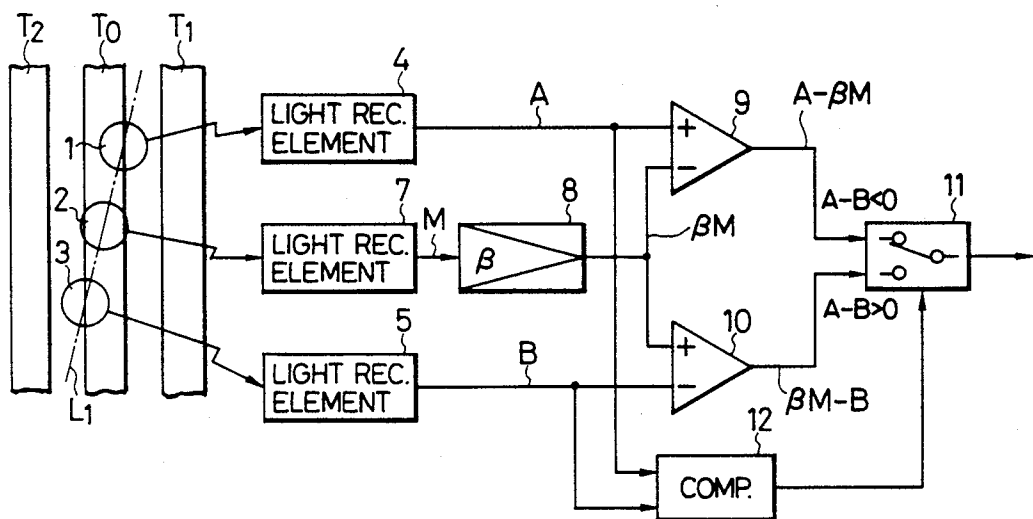 T2
T0
T1
4
A
9
A-βM
1
LIGHT REC.
ELEMENT
+
−
2
7
M
8
βM
A-B<0
11
LIGHT REC.
ELEMENT
β
3
5
B
10
A-B>0
LIGHT REC.
ELEMENT
+
−
βM-B
L1
12
COMP.